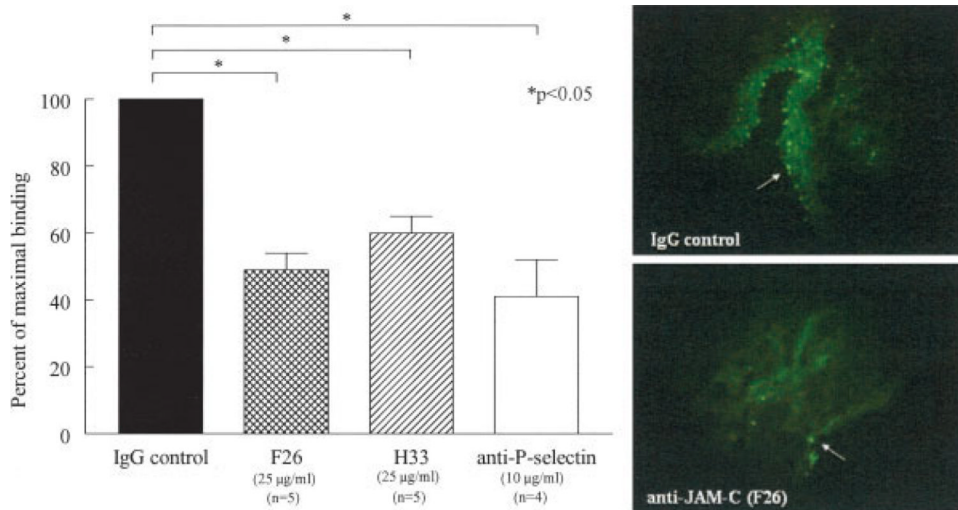 *
*
*
*p<0.05
Percent of maximal binding
100
80
60
40
20
0
IgG control
F26
(25 µg/ml)
(n=5)
H33
(25 µg/ml)
(n=5)
anti-P-selectin
(10 µg/ml)
(n=4)
IgG control
anti-JAM-C (F26)